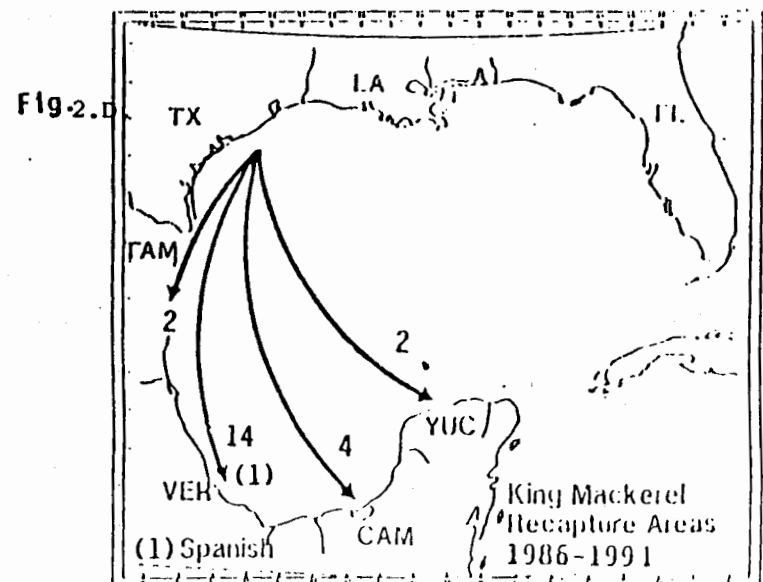 Fig.2.D
TX
LA
A
FL
TAM
2
2
14
(1)
4
YUC
VER
CAM
King Mackerel
Recapture Areas
1986-1991
(1) Spanish